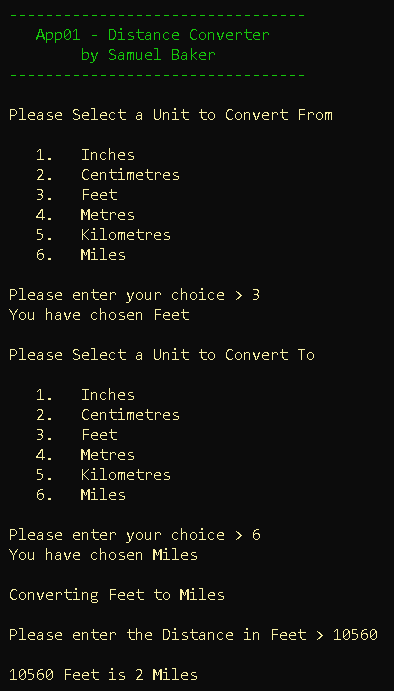 ---------------------------------
App01 - Distance Converter
by Samuel Baker
---------------------------------
Please Select a Unit to Convert From
1. Inches
2. Centimetres
3. Feet
4. Metres
5. Kilometres
6. Miles
Please enter your choice > 3
You have chosen Feet
Please Select a Unit to Convert To
1. Inches
2. Centimetres
3. Feet
4. Metres
5. Kilometres
6. Miles
Please enter your choice > 6
You have chosen Miles
Converting Feet to Miles
Please enter the Distance in Feet > 10560
10560 Feet is 2 Miles